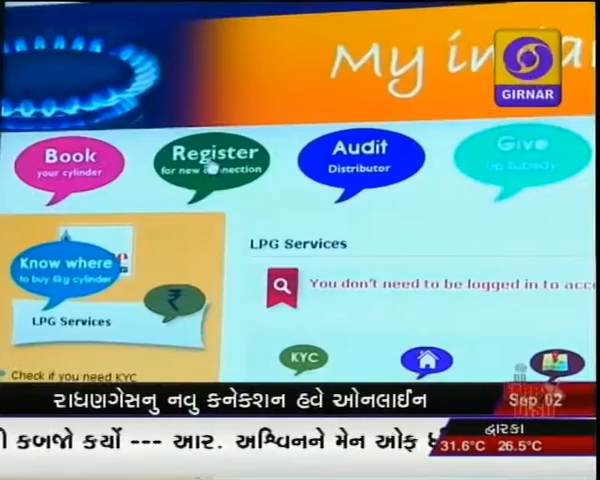 My in
GIRNAR
Book
your cylinder
Register
for new connection
Audit
Distributor
Give
Up Subsidy
Know where
to buy 5kg cylinder
LPG Services
LPG Services
You don't need to be logged in to acc
KYC
Check if you need KYC
રાધણગેસનુ નવુ કનેકશન હવે ઓનલાઈન
Sep 02
કબજો કર્યો --- આર. અશ્વિનને મેન ઓફ
દ્વારકા
31.6°C 26.5°C